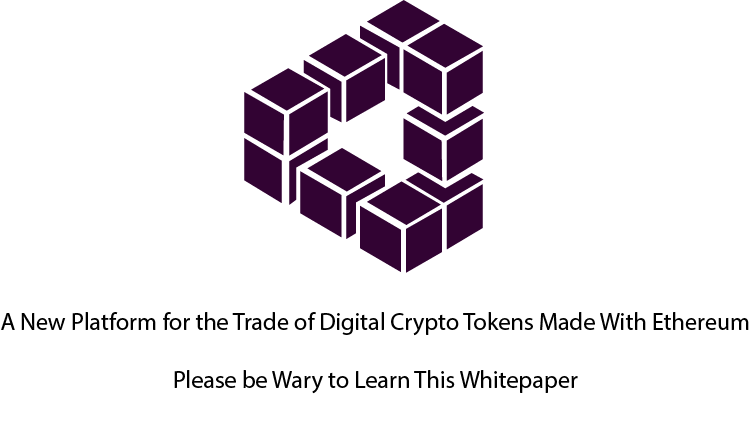 A New Platform for the Trade of Digital Crypto Tokens Made With Ethereum
Please be Wary to Learn This Whitepaper